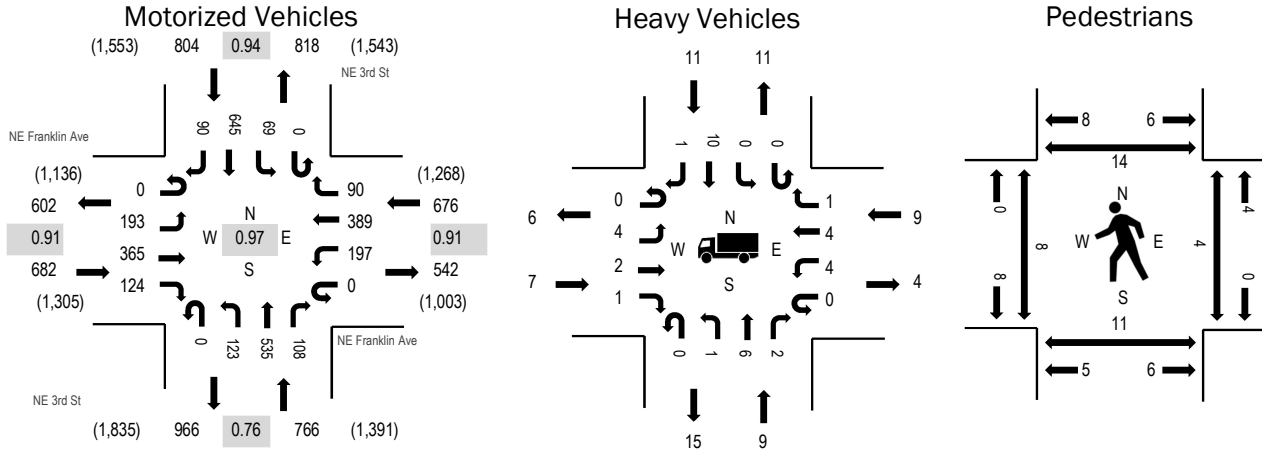 Motorized Vehicles
Heavy Vehicles
Pedestrians
(1,553) 804 0.94 818 (1,543)
NE 3rd St
NE Franklin Ave
90 645 69 0
(1,136)
602
0.91
682
(1,305)
0
193
365
124
N
W 0.97 E
S
90
389
197
0
(1,268)
676
0.91
542
(1,003)
0 123 535 108
NE Franklin Ave
NE 3rd St
(1,835) 966 0.76 766 (1,391)
11 11
1 10 0 0
6
7
0
4
2
1
N
W E
S
1
4
4
0
9
4
0 1 6 2
15 9
8 6
14
0
8
8
N
W E
S
4
4
0
11
5 6